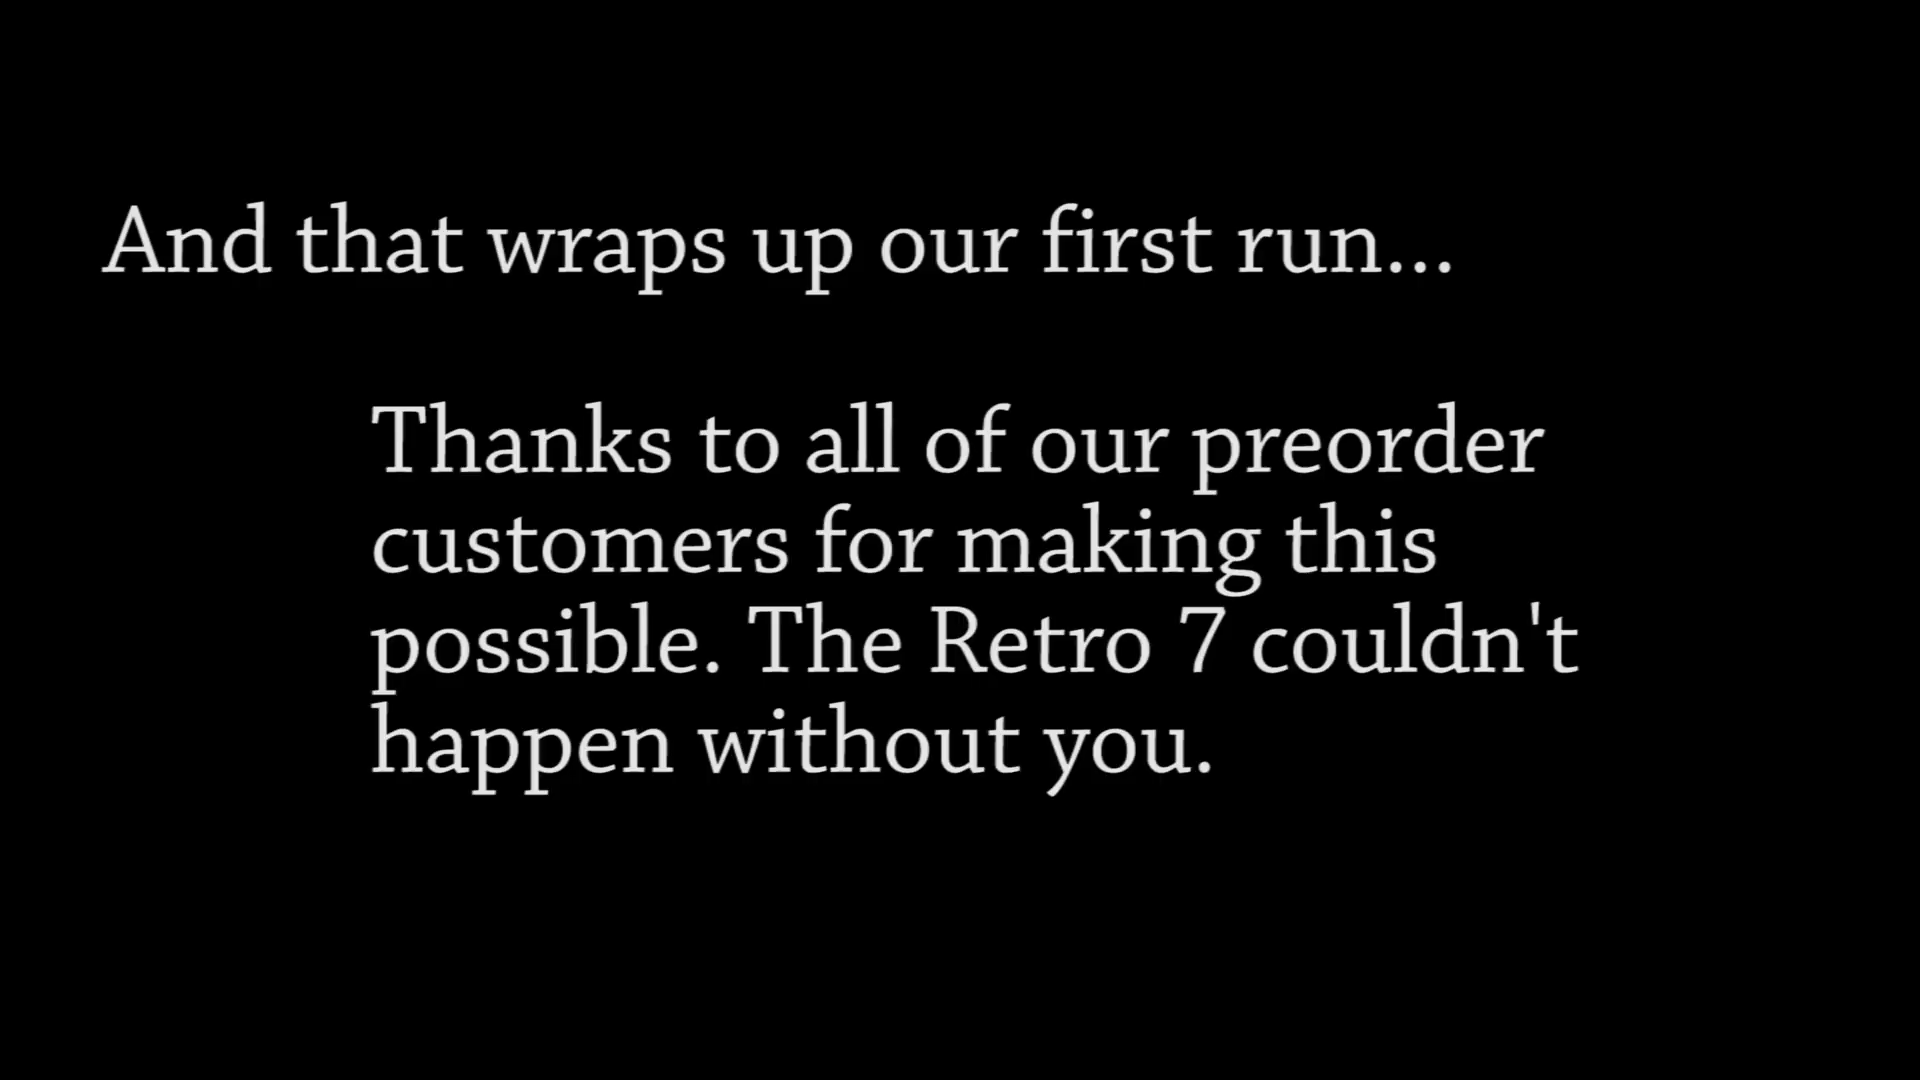 And that wraps up our first run...
Thanks to all of our preorder
customers for making this
possible. The Retro 7 couldn't
happen without you.